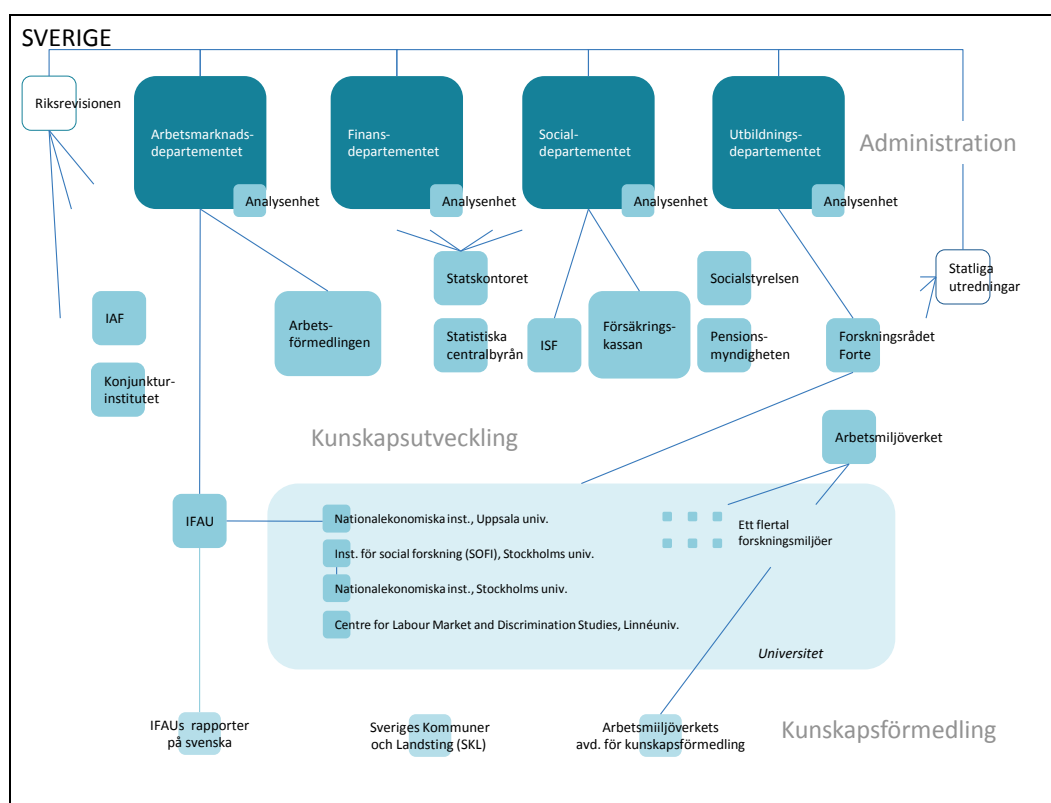 SVERIGE
Riksrevisionen
Arbetsmarknads-
departementet
Finans-
departementet
Social-
departementet
Utbildnings-
departementet
Administration
Analysenhet
Analysenhet
Analysenhet
Analysenhet
Statskontoret
Socialstyrelsen
Statliga
utredningar
IAF
Arbets-
förmedlingen
Statistiska
centralbyrån
ISF
Försäkrings-
kassan
Pensions-
myndigheten
Forskningsrådet
Forte
Konjunktur-
institutet
Kunskapsutveckling
Arbetsmiljöverket
IFAU
Nationalekonomiska inst., Uppsala univ.
Inst. för social forskning (SOFI), Stockholms univ.
Nationalekonomiska inst., Stockholms univ.
Centre for Labour Market and Discrimination Studies, Linnéuniv.
Ett flertal
forskningsmiljöer
Universitet
IFAUs rapporter
på svenska
Sveriges Kommuner
och Landsting (SKL)
Arbetsmiiljöverkets
avd. för kunskapsförmedling
Kunskapsförmedling